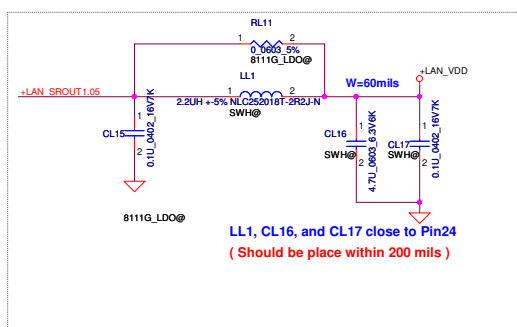 RL11
1 2
0_0603_5%
8111G_LDO@
LL1
+LAN_SROUT1.05
1 2
2.2UH +-5% NLC252018T-2R2J-N
SWH@
W=60mils
+LAN_VDD
CL15
1
2
0.1U_0402_16V7K
8111G_LDO@
CL16
SWH@
1
2
4.7U_0603_6.3V6K
CL17
SWH@
1
2
0.1U_0402_16V7K
LL1, CL16, and CL17 close to Pin24
( Should be place within 200 mils )